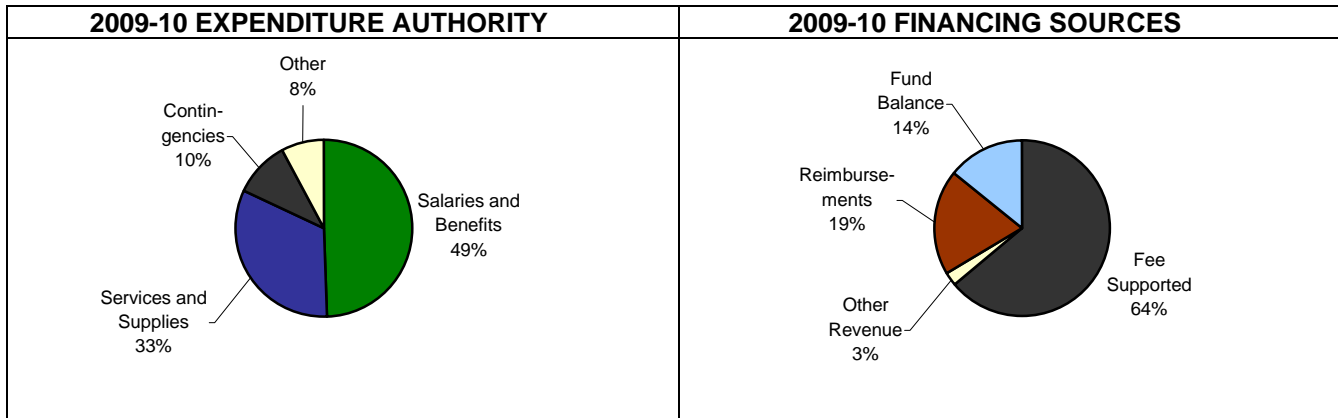 2009-10 EXPENDITURE AUTHORITY
Other
8%
Contin-
gencies
10%
Salaries and
Benefits
49%
Services and
Supplies
33%
2009-10 FINANCING SOURCES
Fund
Balance
14%
Reimburse-
ments
19%
Fee
Supported
64%
Other
Revenue
3%